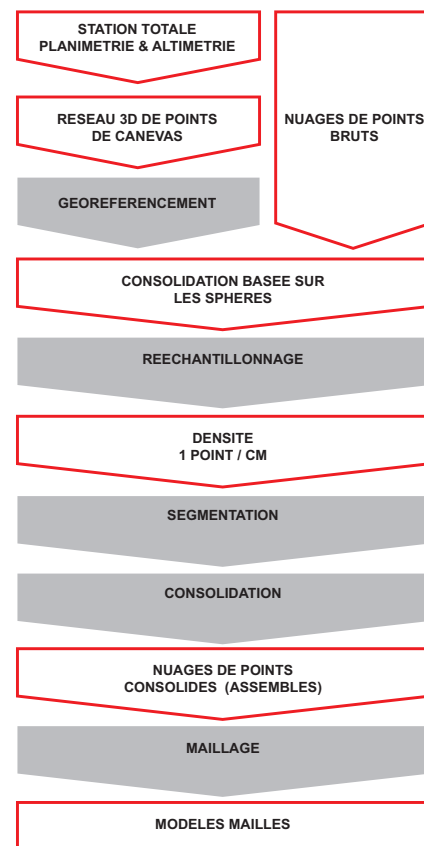 STATION TOTALE
PLANIMETRIE & ALTIMETRIE
RESEAU 3D DE POINTS
DE CANEVAS
NUAGES DE POINTS
BRUTS
GEOREFERENCEMENT
CONSOLIDATION BASEE SUR
LES SPHERES
REECHANTILLONNAGE
DENSITE
1 POINT / CM
SEGMENTATION
CONSOLIDATION
NUAGES DE POINTS
CONSOLIDES (ASSEMBLES)
MAILLAGE
MODELES MAILLES